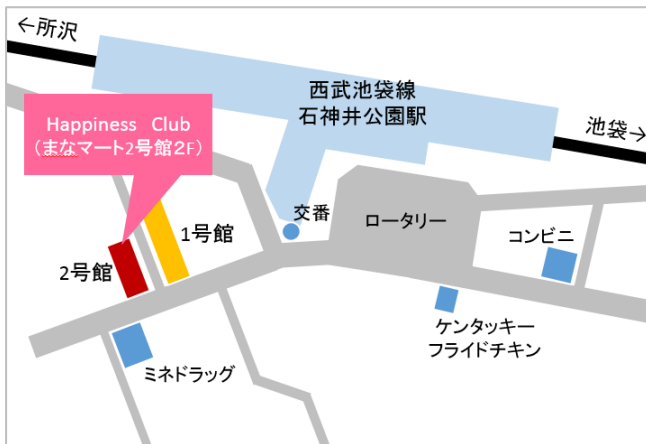 ←所沢
西武池袋線
石神井公園駅
池袋→
Happiness Club
（まなマート2号館２F）
交番
ロータリー
コンビニ
1号館
2号館
ケンタッキー
フライドチキン
ミネドラッグ